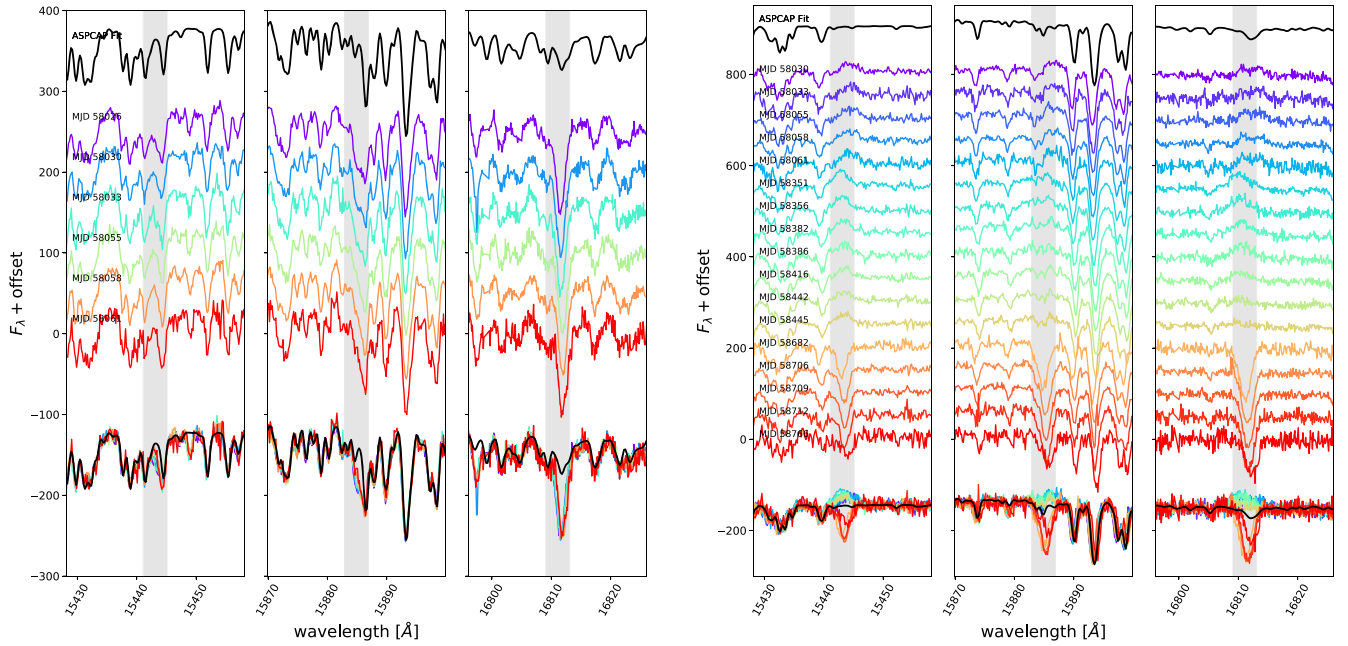 400
300
200
100
0
−100
−200
−300
Fλ + offset
ASPCAP Fit
MJD 58026
MJD 58030
MJD 58033
MJD 58055
MJD 58058
MJD 58061
15430
15440
15450
15870
15880
15890
16800
16810
16820
wavelength [Å]
800
600
400
200
0
−200
Fλ + offset
ASPCAP Fit
MJD 58030
MJD 58033
MJD 58055
MJD 58058
MJD 58061
MJD 58351
MJD 58356
MJD 58382
MJD 58386
MJD 58416
MJD 58442
MJD 58445
MJD 58682
MJD 58706
MJD 58709
MJD 58712
15430
15440
15450
15870
15880
15890
16800
16810
16820
wavelength [Å]